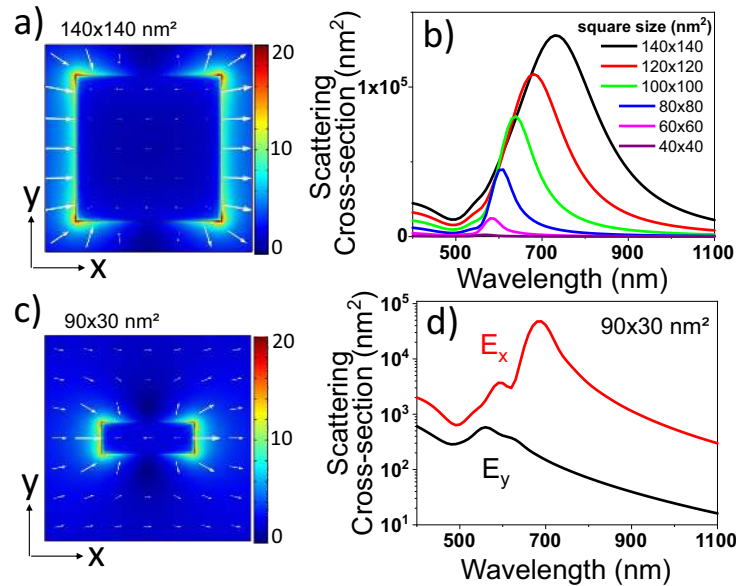 a)
140x140 nm²
20
10
0
y
x
b)
Scattering
Cross-section (nm²)
1x10⁵
0
square size (nm²)
140x140
120x120
100x100
80x80
60x60
40x40
500 700 900 1100
Wavelength (nm)
c)
90x30 nm²
20
10
0
y
x
d)
90x30 nm²
Scattering
Cross-section (nm²)
10⁵
10⁴
10³
10²
10¹
Eₓ
E_y
500 700 900 1100
Wavelength (nm)